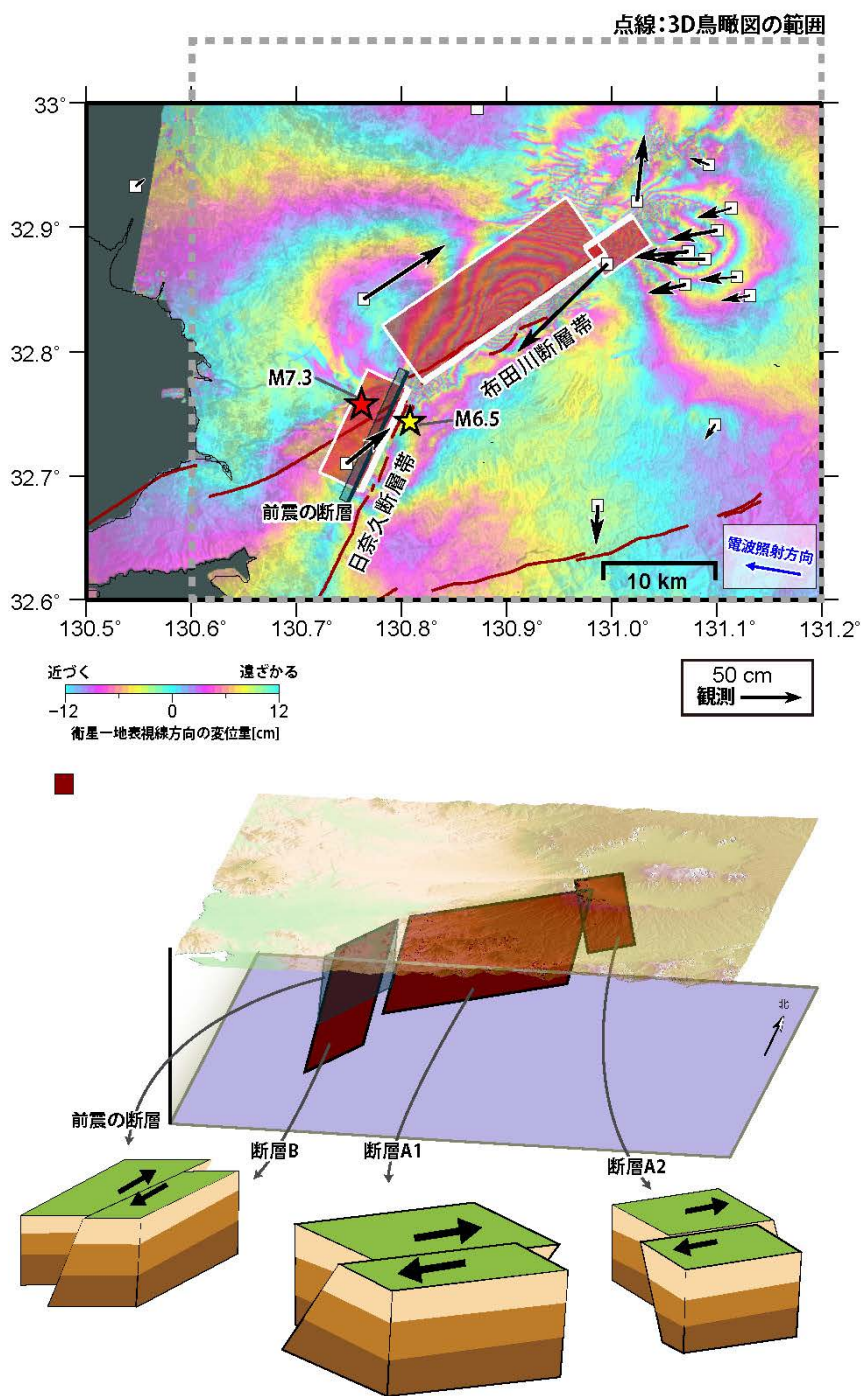 点線：3D鳥瞰図の範囲
33°
32.9°
32.8°
32.7°
32.6°
130.5°
130.6°
130.7°
130.8°
130.9°
131.0°
131.1°
131.2°
M7.3
M6.5
布田川断層帯
前震の断層
日奈久断層帯
10 km
電波照射方向
近づく
遠ざかる
−12
0
12
衛星ー地表視線方向の変位量[cm]
50 cm
観測
北
前震の断層
断層B
断層A1
断層A2